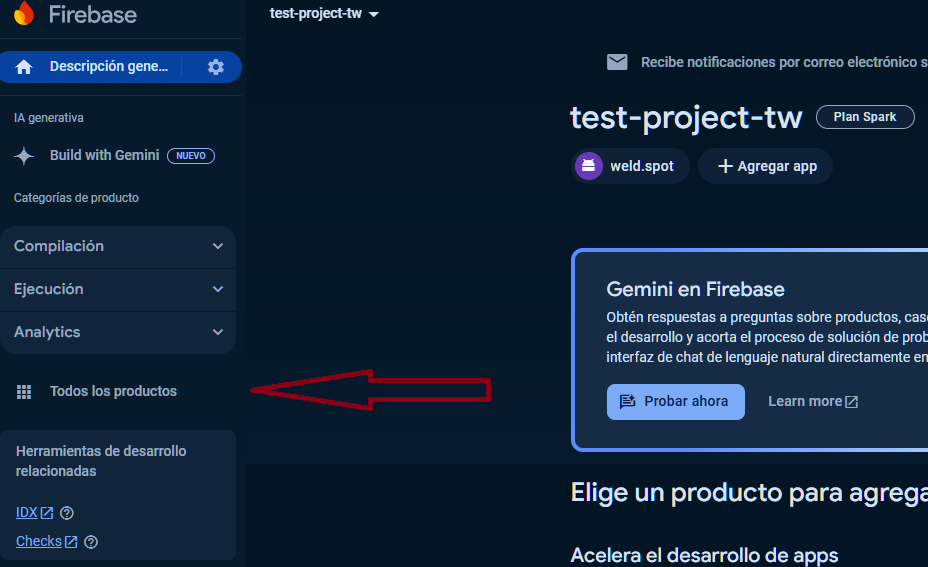 Firebase
test-project-tw
Descripción gene...
Recibe notificaciones por correo electrónico
IA generativa
test-project-tw
Plan Spark
Build with Gemini
NUEVO
weld.spot
Agregar app
Categorías de producto
Compilación
Ejecución
Analytics
Gemini en Firebase
Obtén respuestas a preguntas sobre productos,
el desarrollo y acorta el proceso de solución de
interfaz de chat de lenguaje natural directamente en
Todos los productos
Probar ahora
Learn more
Herramientas de desarrollo
relacionadas
IDX
Checks
Elige un producto para
Acelera el desarrollo de apps